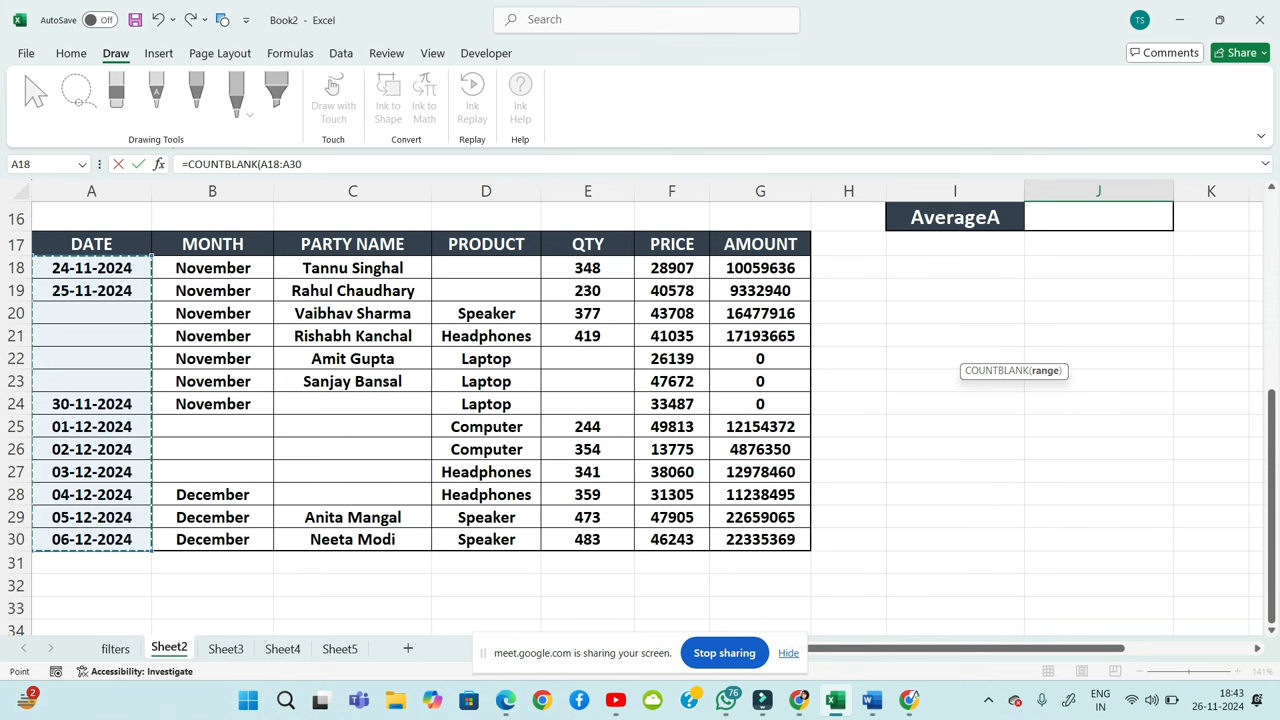 AutoSave Off Book2 - Excel Search TS
File Home Draw Insert Page Layout Formulas Data Review View Developer Comments Share
A
Draw with Touch Ink to Shape Ink to Math Ink Replay Ink Help
Drawing Tools Touch Convert Replay Help
A18 fx =COUNTBLANK(A18:A30
A B C D E F G H I J K
16 AverageA
17 DATE MONTH PARTY NAME PRODUCT QTY PRICE AMOUNT
18 24-11-2024 November Tannu Singhal 348 28907 10059636
19 25-11-2024 November Rahul Chaudhary 230 40578 9332940
20 November Vaibhav Sharma Speaker 377 43708 16477916
21 November Rishabh Kanchal Headphones 419 41035 17193665
22 November Amit Gupta Laptop 26139 0
COUNTBLANK(range)
23 November Sanjay Bansal Laptop 47672 0
24 30-11-2024 November Laptop 33487 0
25 01-12-2024 Computer 244 49813 12154372
26 02-12-2024 Computer 354 13775 4876350
27 03-12-2024 Headphones 341 38060 12978460
28 04-12-2024 December Headphones 359 31305 11238495
29 05-12-2024 December Anita Mangal Speaker 473 47905 22659065
30 06-12-2024 December Neeta Modi Speaker 483 46243 22335369
31
32
33
34
filters Sheet2 Sheet3 Sheet4 Sheet5 +
meet.google.com is sharing your screen. Stop sharing Hide
Point Accessibility: Investigate 141%
2 76 ENG IN 18:43 26-11-2024